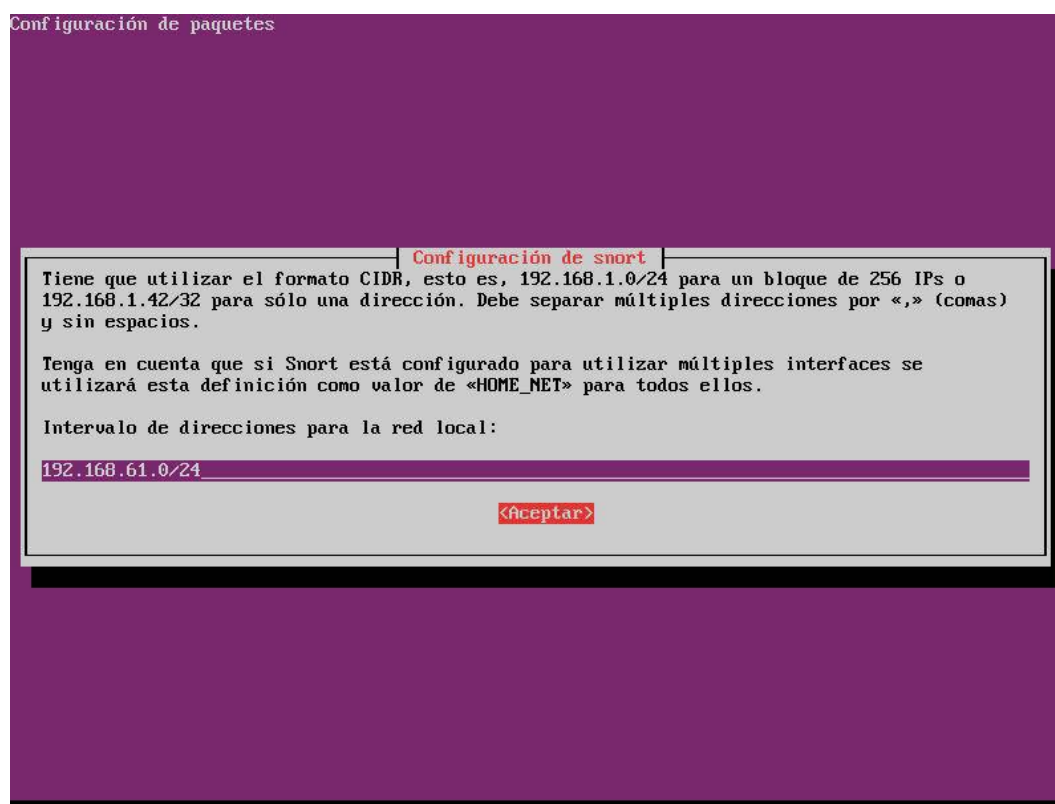 Configuración de paquetes
Configuración de snort
Tiene que utilizar el formato CIDR, esto es, 192.168.1.0/24 para un bloque de 256 IPs o
192.168.1.42/32 para sólo una dirección. Debe separar múltiples direcciones por «,» (comas)
y sin espacios.
Tenga en cuenta que si Snort está configurado para utilizar múltiples interfaces se
utilizará esta definición como valor de «HOME_NET» para todos ellos.
Intervalo de direcciones para la red local:
192.168.61.0/24
<Aceptar>